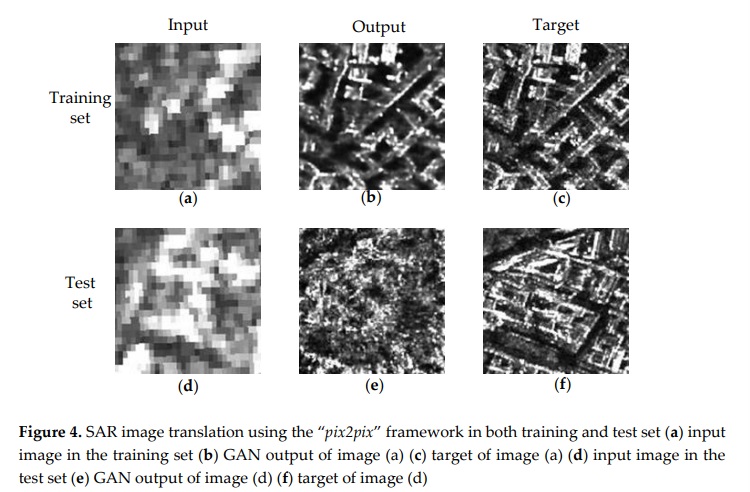 Input Output Target
Training
set
(a) (b) (c)
Test
set
(d) (e) (f)
Figure 4. SAR image translation using the “pix2pix” framework in both training and test set (a) input
image in the training set (b) GAN output of image (a) (c) target of image (a) (d) input image in the
test set (e) GAN output of image (d) (f) target of image (d)